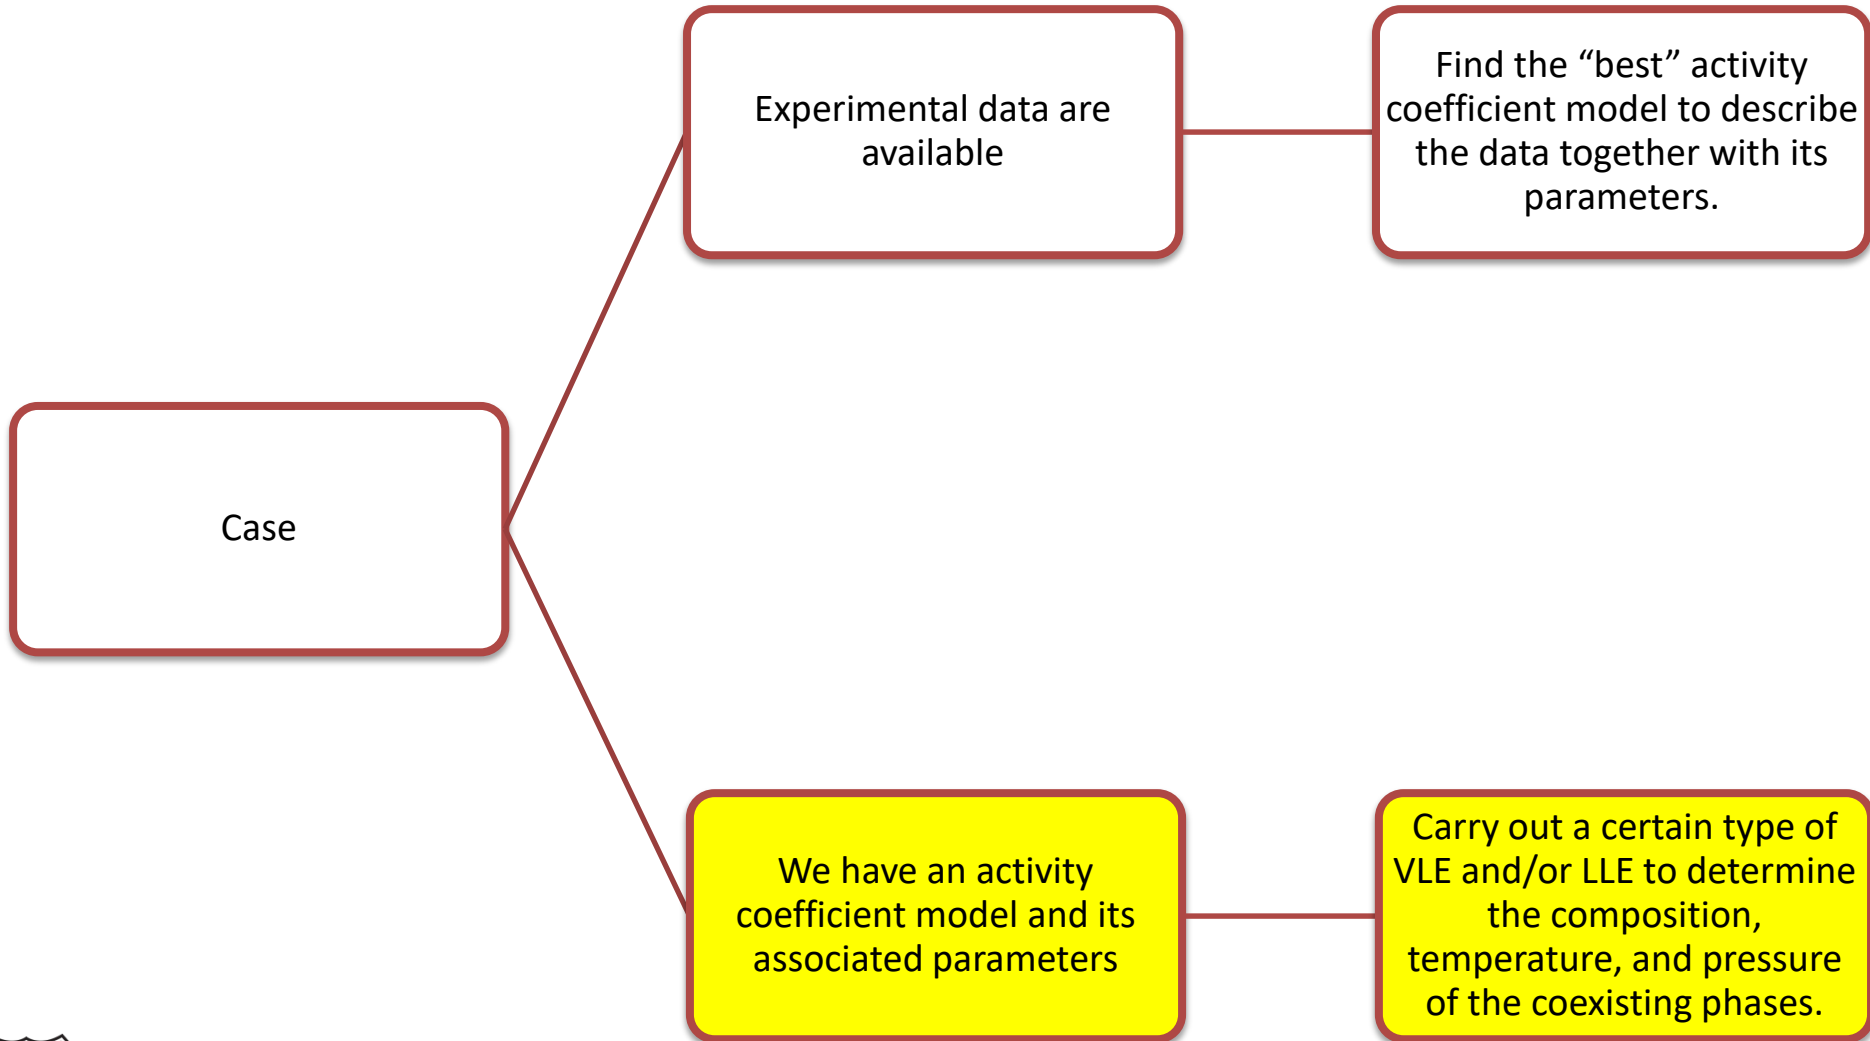 Experimental data are
available
Find the “best” activity
coefficient model to describe
the data together with its
parameters.
Case
We have an activity
coefficient model and its
associated parameters
Carry out a certain type of
VLE and/or LLE to determine
the composition,
temperature, and pressure
of the coexisting phases.